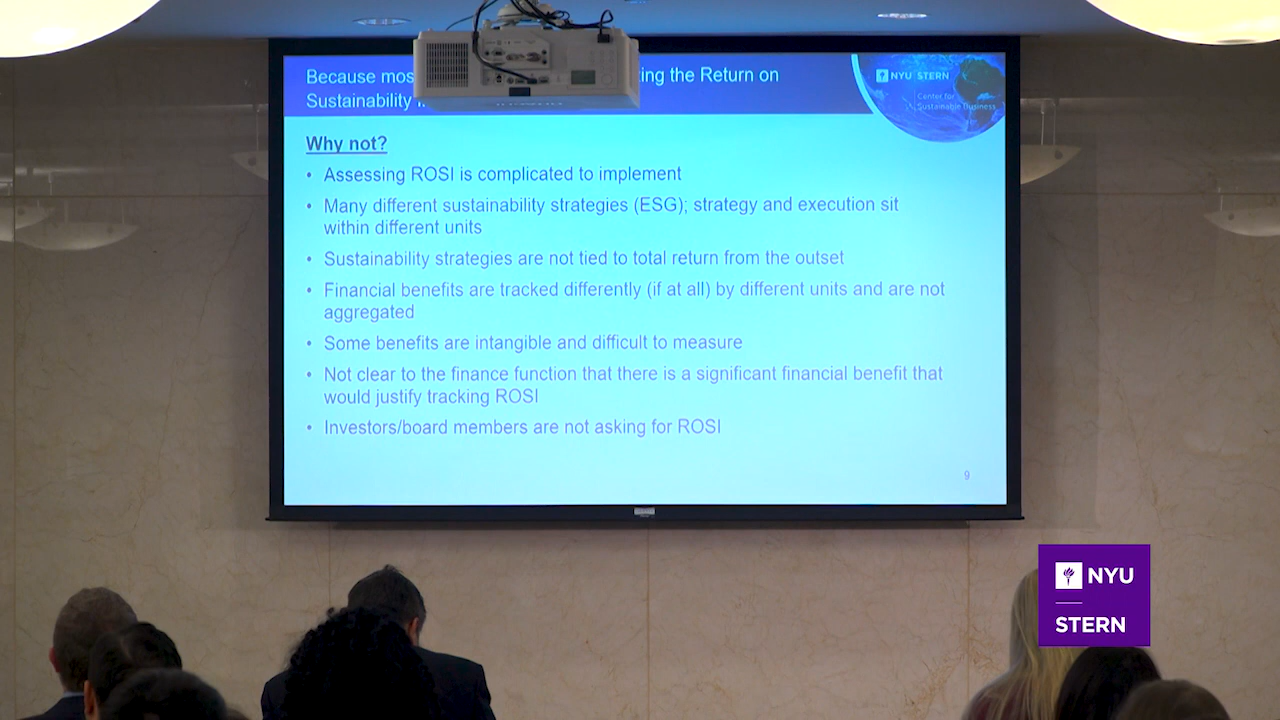 Because mos ing the Return on
Sustainability
NYU STERN
Center for
Sustainable Business
Why not?
• Assessing ROSI is complicated to implement
• Many different sustainability strategies (ESG); strategy and execution sit
within different units
• Sustainability strategies are not tied to total return from the outset
• Financial benefits are tracked differently (if at all) by different units and are not
aggregated
• Some benefits are intangible and difficult to measure
• Not clear to the finance function that there is a significant financial benefit that
would justify tracking ROSI
• Investors/board members are not asking for ROSI
9
NYU
STERN